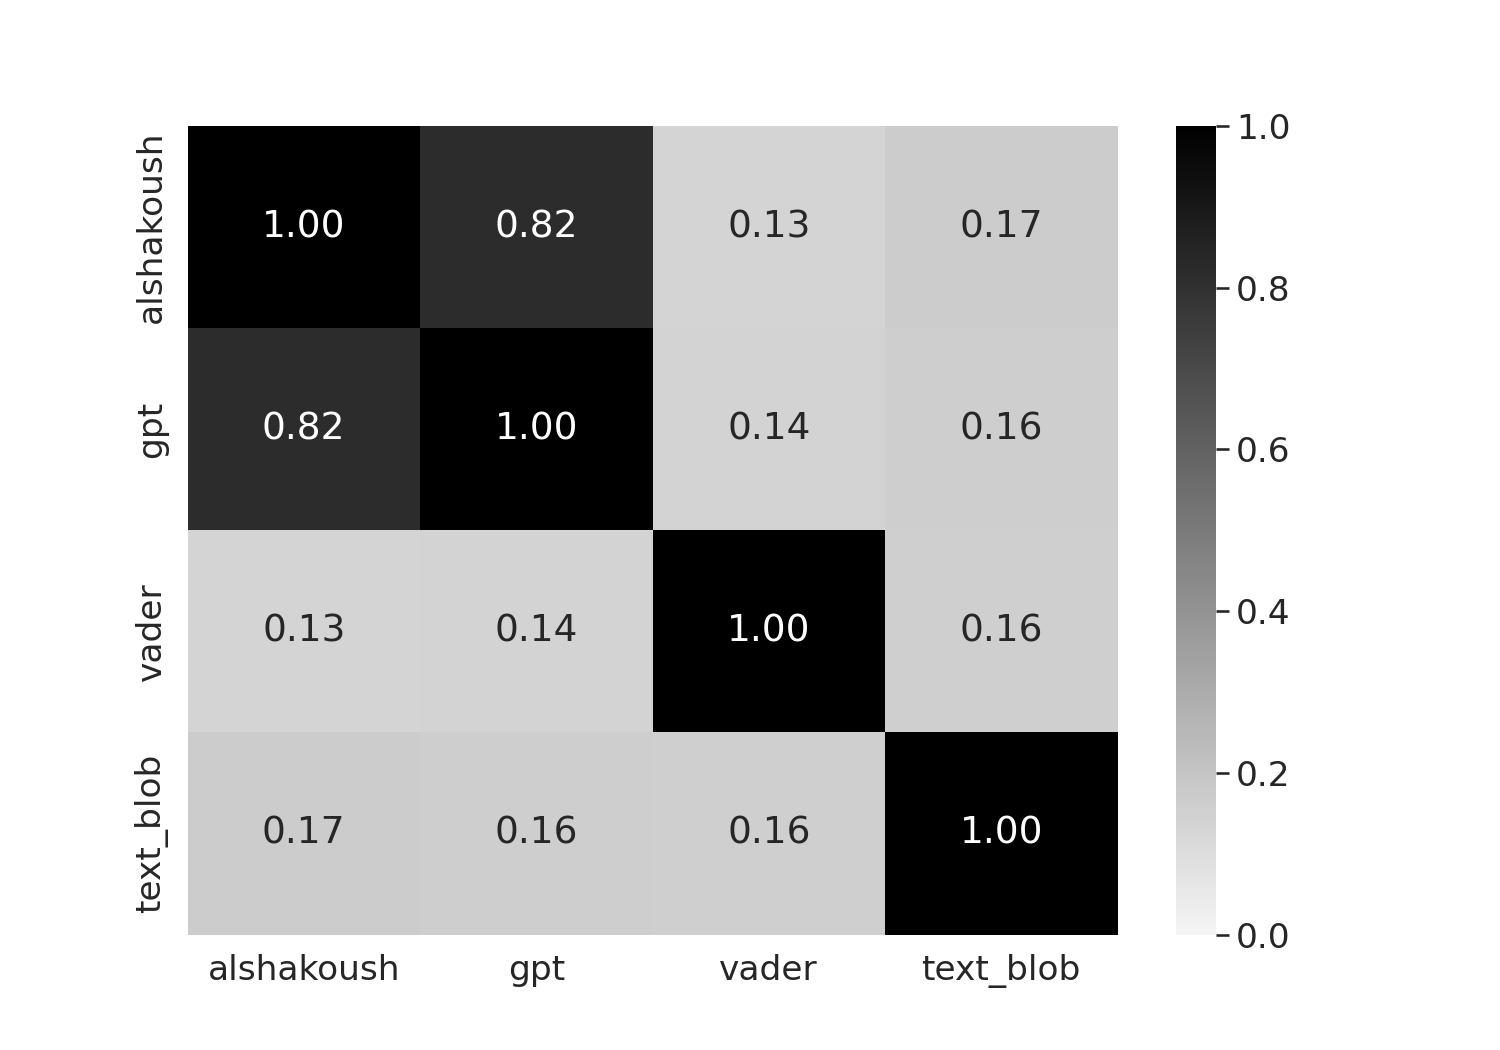 alshakoush 1.00 0.82 0.13 0.17
gpt 0.82 1.00 0.14 0.16
vader 0.13 0.14 1.00 0.16
text_blob 0.17 0.16 0.16 1.00
alshakoush gpt vader text_blob
1.0
0.8
0.6
0.4
0.2
0.0